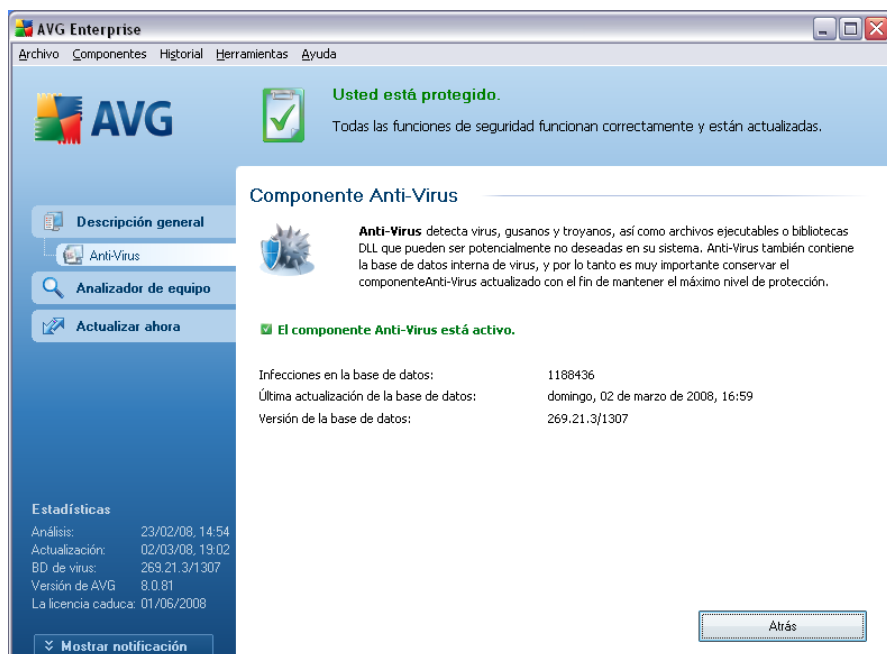 AVG Enterprise
Archivo Componentes Historial Herramientas Ayuda
AVG
Usted está protegido.
Todas las funciones de seguridad funcionan correctamente y están actualizadas.
Descripción general
Anti-Virus
Analizador de equipo
Actualizar ahora
Componente Anti-Virus
Anti-Virus detecta virus, gusanos y troyanos, así como archivos ejecutables o bibliotecas
DLL que pueden ser potencialmente no deseadas en su sistema. Anti-Virus también contiene
la base de datos interna de virus, y por lo tanto es muy importante conservar el
componenteAnti-Virus actualizado con el fin de mantener el máximo nivel de protección.
El componente Anti-Virus está activo.
Infecciones en la base de datos: 1188436
Última actualización de la base de datos: domingo, 02 de marzo de 2008, 16:59
Versión de la base de datos: 269.21.3/1307
Estadísticas
Análisis: 23/02/08, 14:54
Actualización: 02/03/08, 19:02
BD de virus: 269.21.3/1307
Versión de AVG 8.0.81
La licencia caduca: 01/06/2008
Mostrar notificación
Atrás